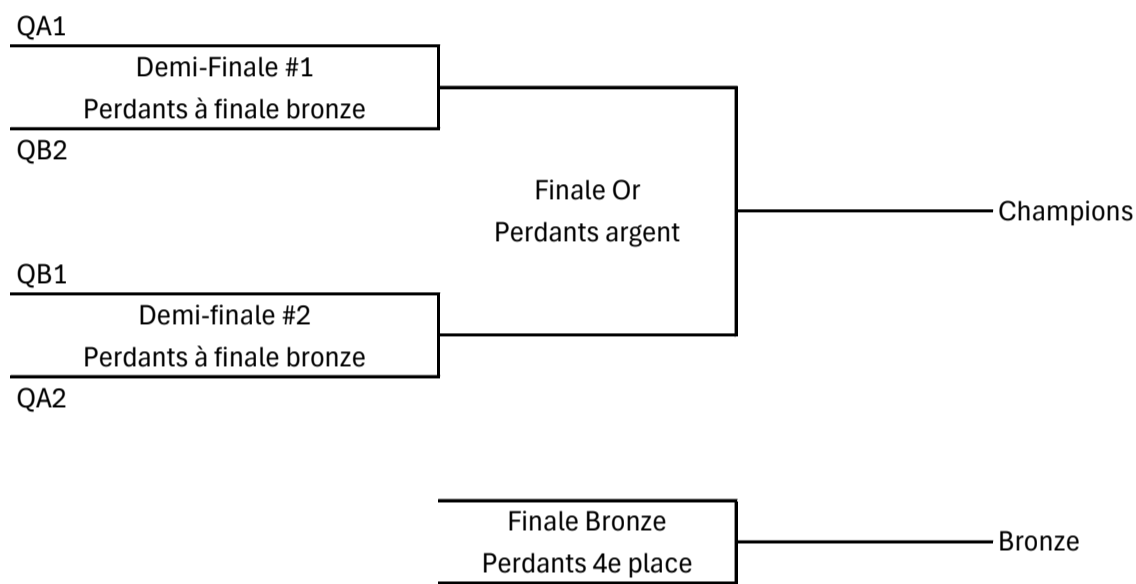 QA1
Demi-Finale #1
Perdants à finale bronze
QB2
Finale Or
Perdants argent
Champions
QB1
Demi-finale #2
Perdants à finale bronze
QA2
Finale Bronze
Perdants 4e place
Bronze